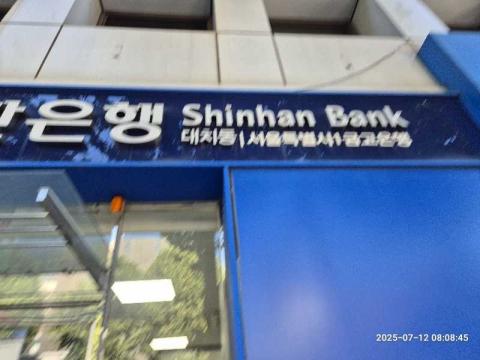 한은행 Shinhan Bank
대치동 | 서울특별시 금고은행
2025-07-12 08:08:45